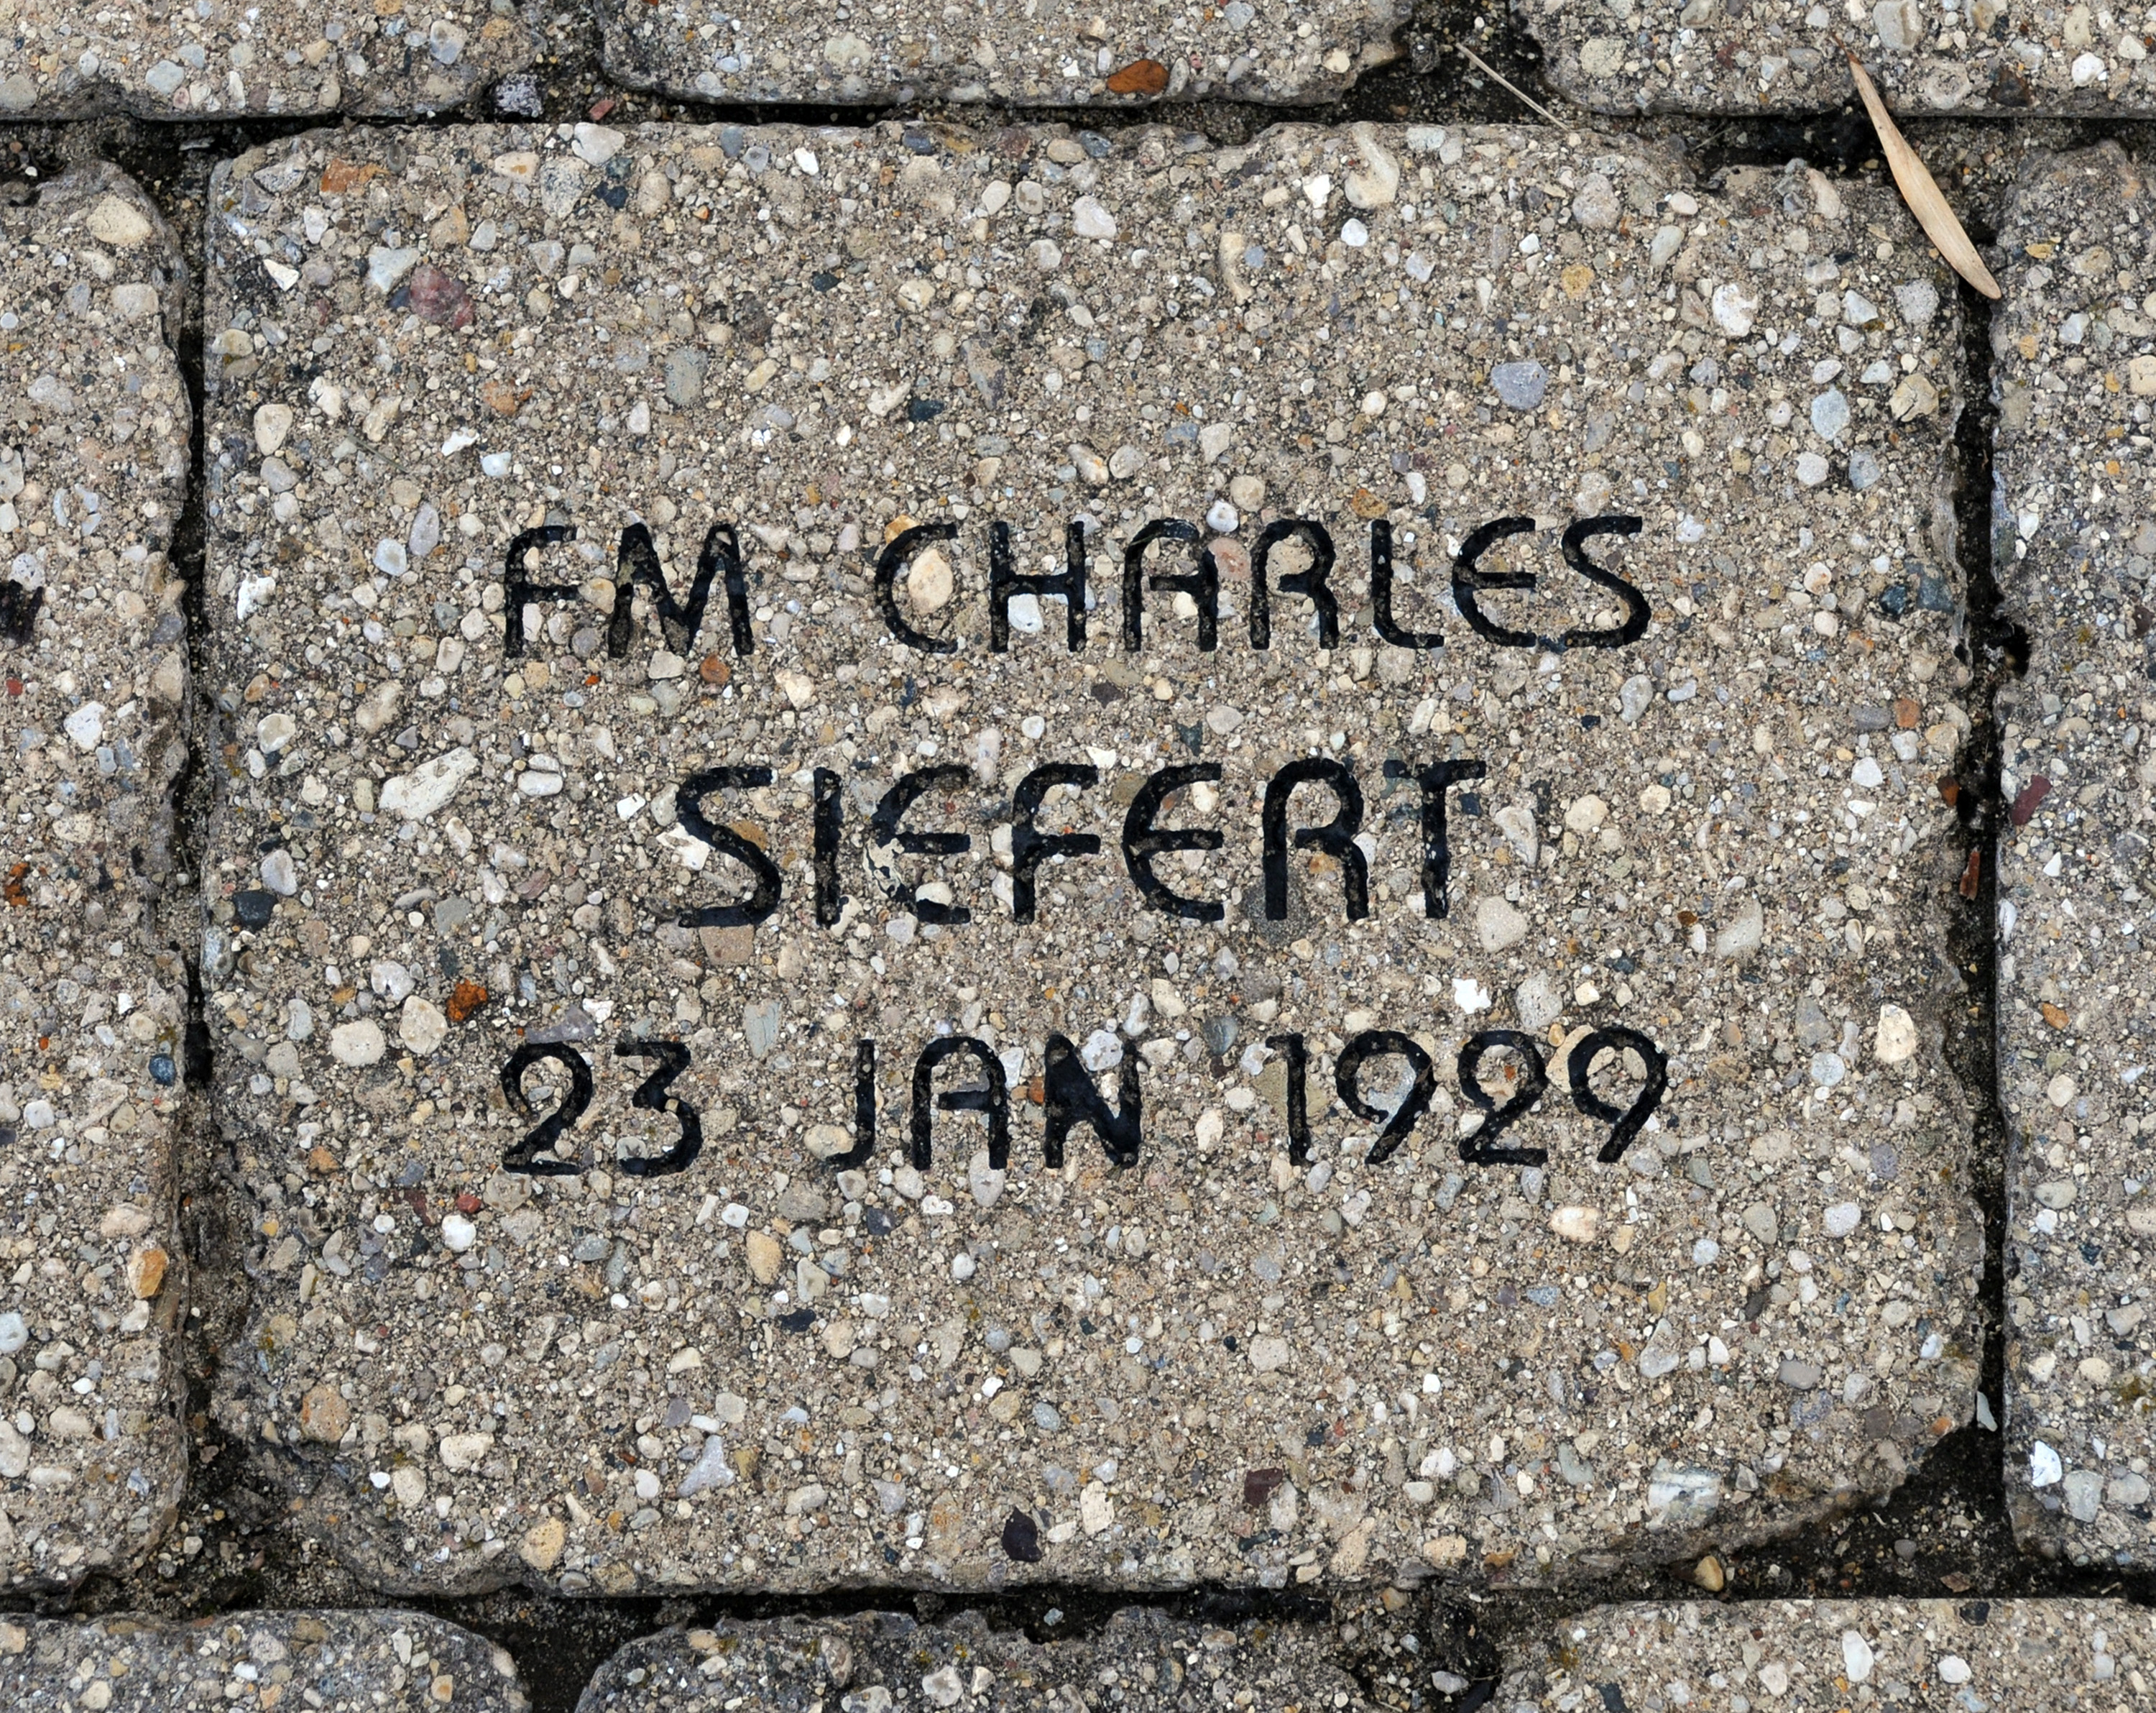 FM CHARLES
SIEFERT
23 JAN 1929